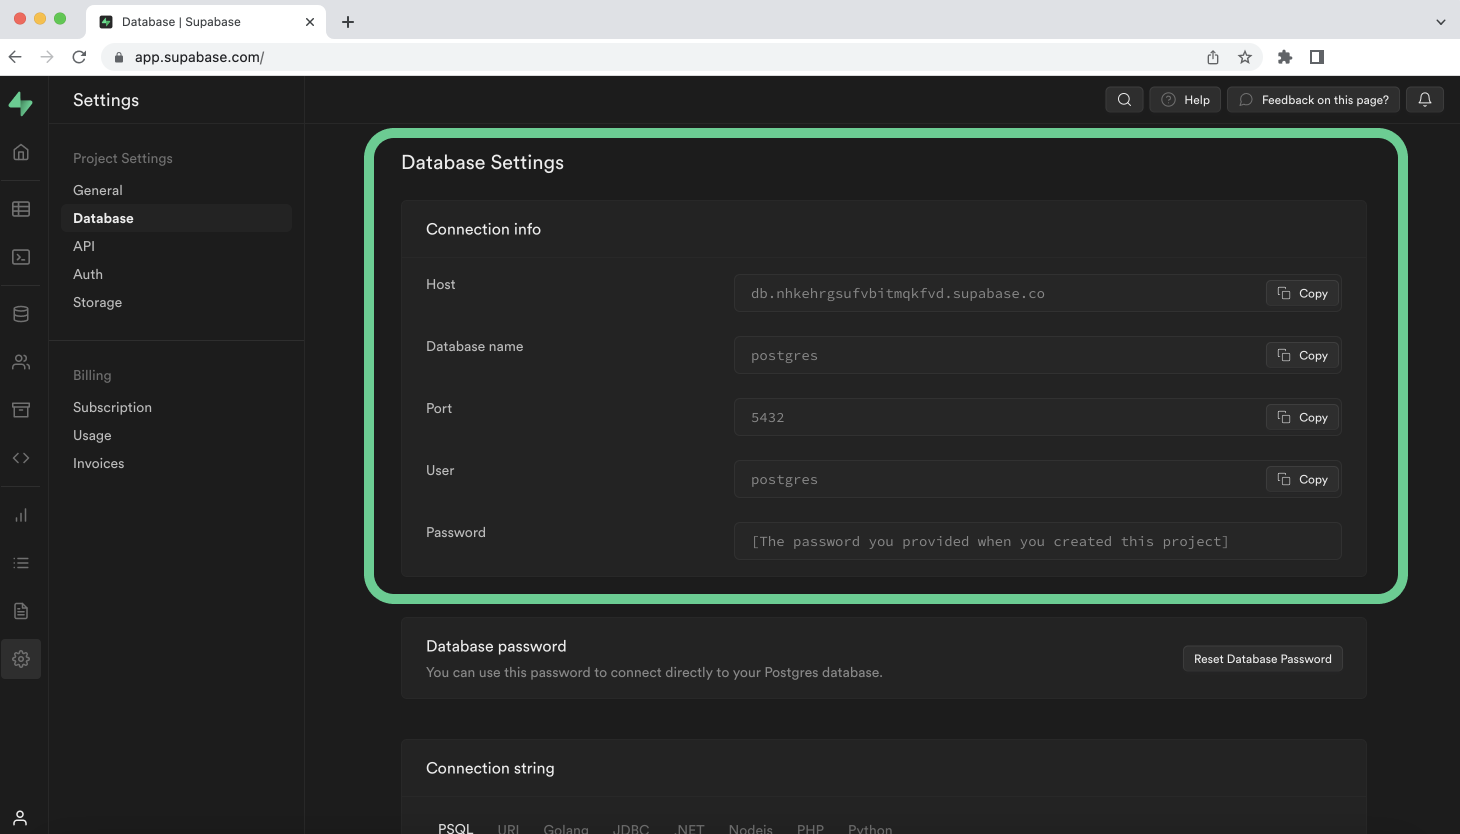 Database | Supabase
app.supabase.com/
Settings
Help
Feedback on this page?
Project Settings
General
Database
API
Auth
Storage
Billing
Subscription
Usage
Invoices
Database Settings
Connection info
Host
db.nhkehrgsufvbitmqkfvd.supabase.co
Copy
Database name
postgres
Copy
Port
5432
Copy
User
postgres
Copy
Password
[The password you provided when you created this project]
Database password
You can use this password to connect directly to your Postgres database.
Reset Database Password
Connection string
PSQL URI Golang JDBC .NET Nodejs PHP Python